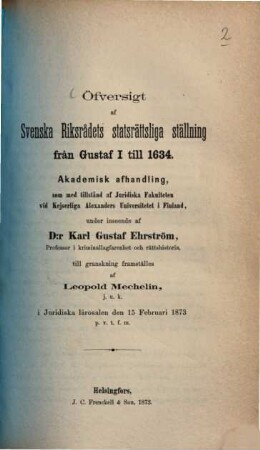 2
Öfversigt
af
Svenska Riksrådets statsrättsliga ställning
från Gustaf I till 1634.
Akademisk afhandling,
som med tillstånd af Juridiska Fakulteten
vid Kejserliga Alexanders Universitetet i Finland,
under inseende af
D:r Karl Gustaf Ehrström,
Professor i kriminallagfarenhet och rättshistoria,
till granskning framställes
af
Leopold Mechelin,
j. u. k.
i Juridiska lärosalen den 15 Februari 1873
p. v. t. f. m.
Helsingfors,
J. C. Frenckell & Son, 1873.